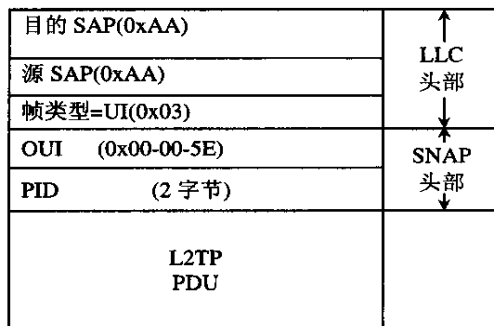 目的 SAP(0xAA)
源 SAP(0xAA)
帧类型=UI(0x03)
LLC
头部
OUI (0x00-00-5E)
PID (2 字节)
SNAP
头部
L2TP
PDU